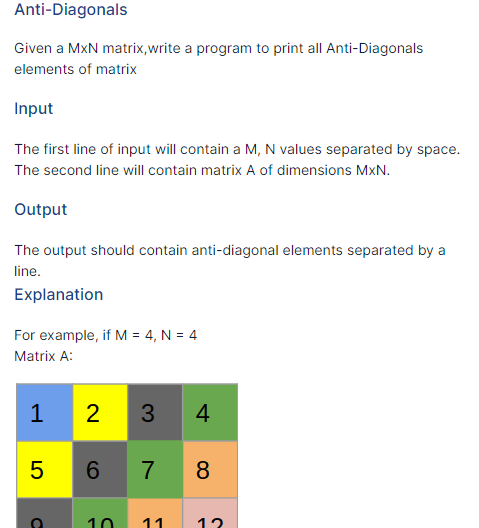 Anti-Diagonals
Given a MxN matrix,write a program to print all Anti-Diagonals
elements of matrix
Input
The first line of input will contain a M, N values separated by space.
The second line will contain matrix A of dimensions MxN.
Output
The output should contain anti-diagonal elements separated by a
line.
Explanation
For example, if M = 4, N = 4
Matrix A:
1 2 3 4
5 6 7 8
9 10 11 12